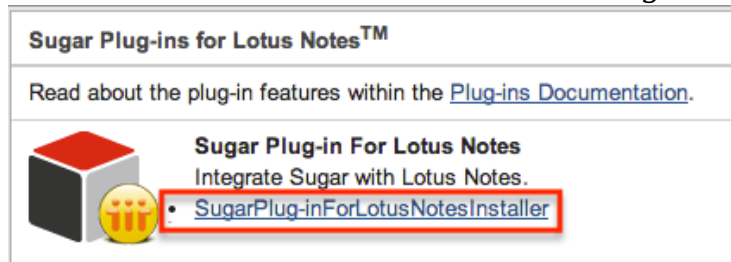 Sugar Plug-ins for Lotus Notes™
Read about the plug-in features within the Plug-ins Documentation.
Sugar Plug-in For Lotus Notes
Integrate Sugar with Lotus Notes.
• SugarPlug-inForLotusNotesInstaller